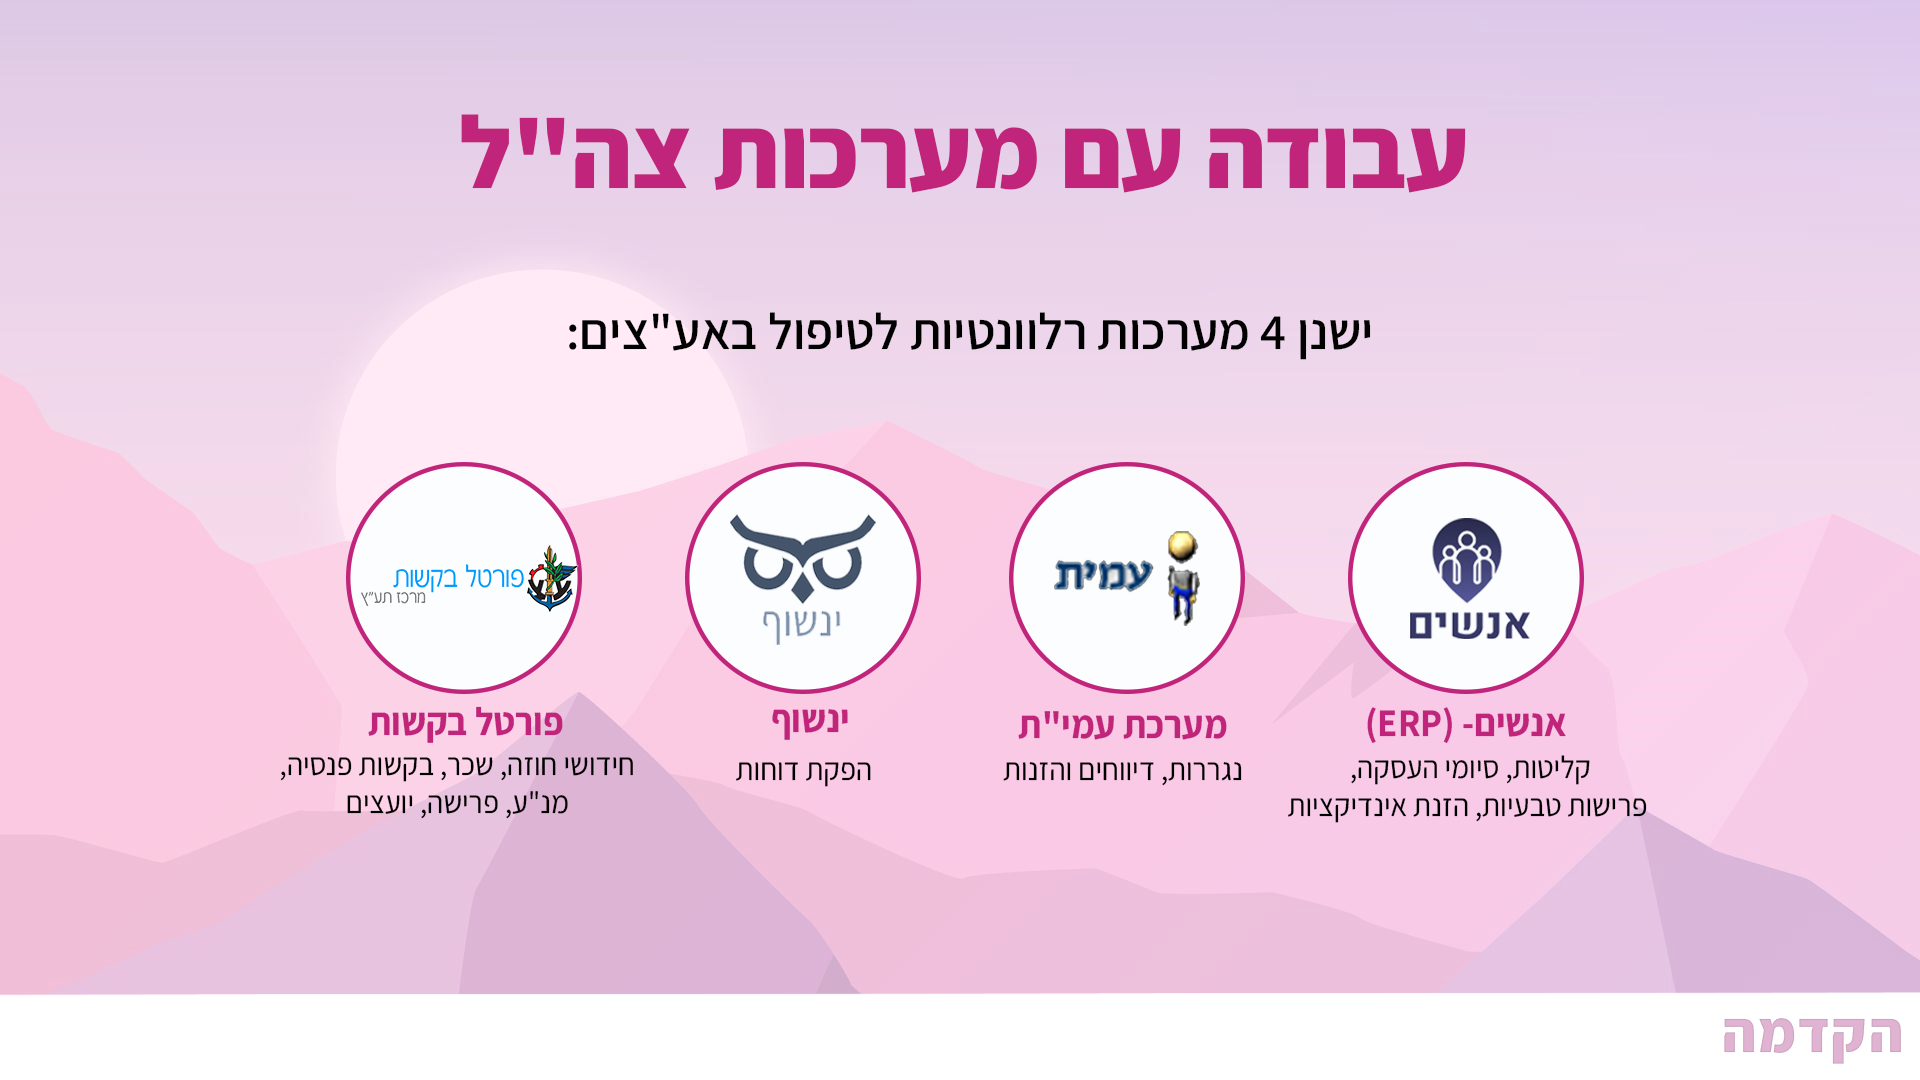 עבודה עם מערכות צה"ל
ישנן 4 מערכות רלוונטיות לטיפול באע"צים:
אנשים
אנשים- (ERP)
קליטות, סיומי העסקה,
פרישות טבעיות, הזנת אינדיקציות
עמית
מערכת עמי"ת
נגררות, דיווחים והזנות
ינשוף
ינשוף
הפקת דוחות
פורטל בקשות
מרכז תע"ץ
פורטל בקשות
חידושי חוזה, שכר, בקשות פנסיה,
מנ"ע, פרישה, יועצים
הקדמה